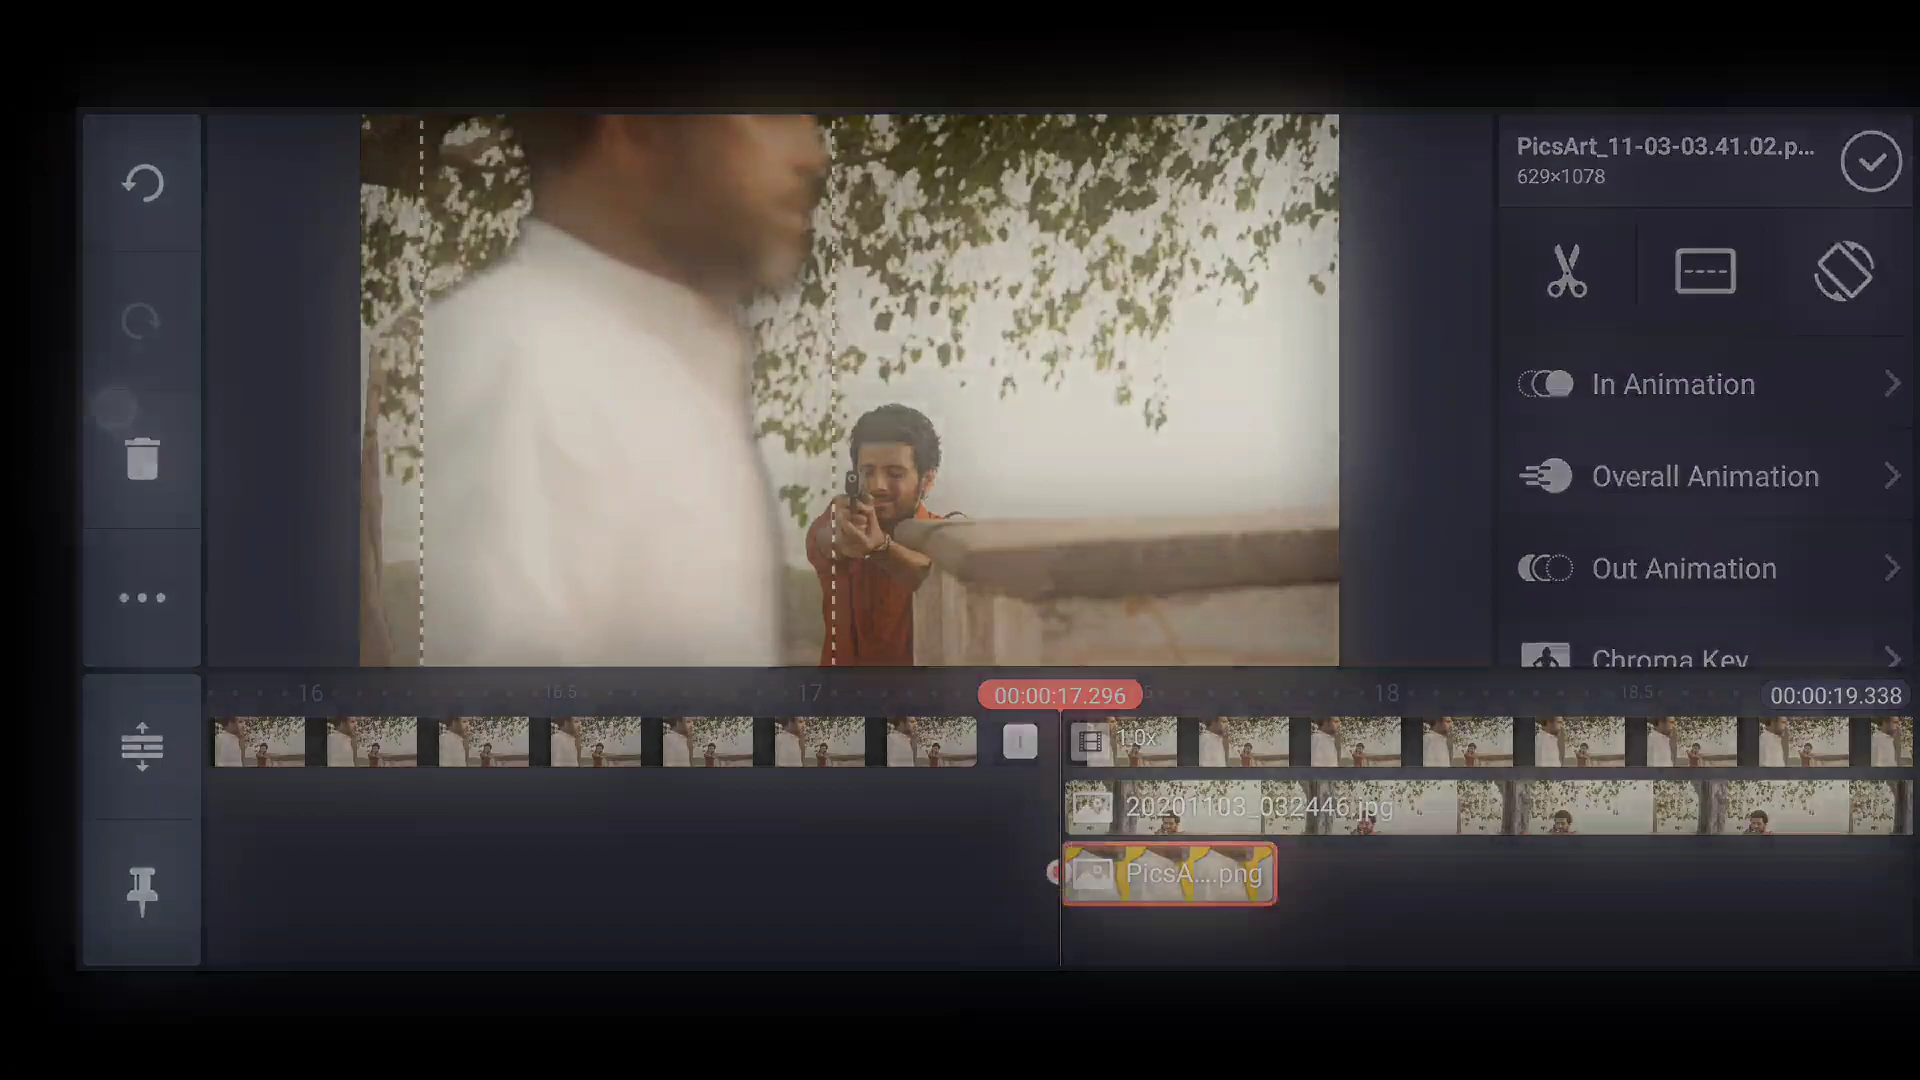 PicsArt_11-03-03.41.02.p...
629×1078
In Animation
Overall Animation
Out Animation
Chroma Key
16
16.5
17
00:00:17.296
5
18
18.5
00:00:19.338
1.0x
20201103_032446.jpg
PicsA....png